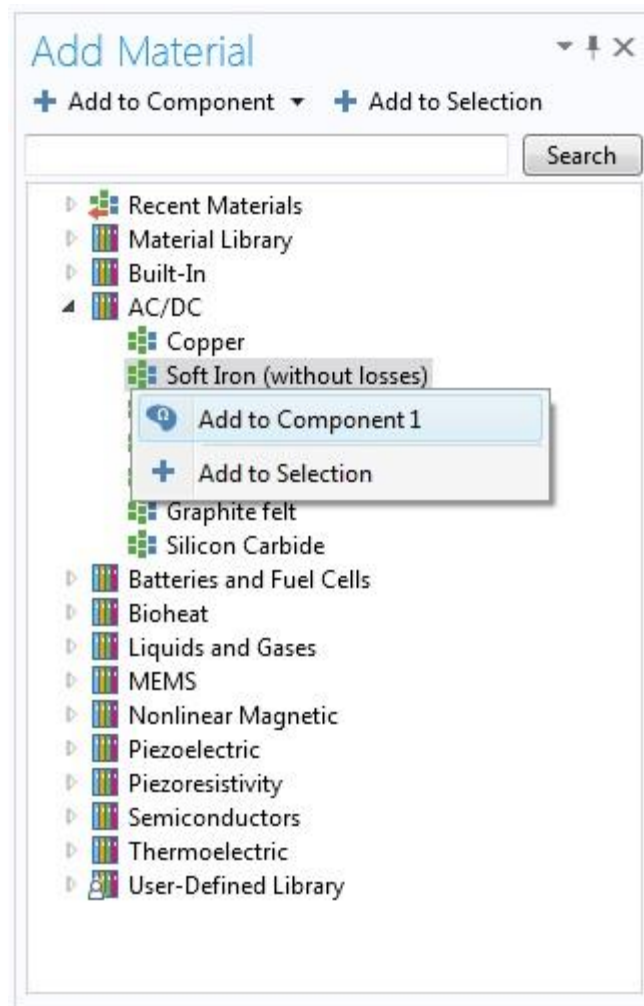 Add Material
Add to Component Add to Selection
Search
Recent Materials
Material Library
Built-In
AC/DC
Copper
Soft Iron (without losses)
Add to Component 1
Add to Selection
Graphite felt
Silicon Carbide
Batteries and Fuel Cells
Bioheat
Liquids and Gases
MEMS
Nonlinear Magnetic
Piezoelectric
Piezoresistivity
Semiconductors
Thermoelectric
User-Defined Library